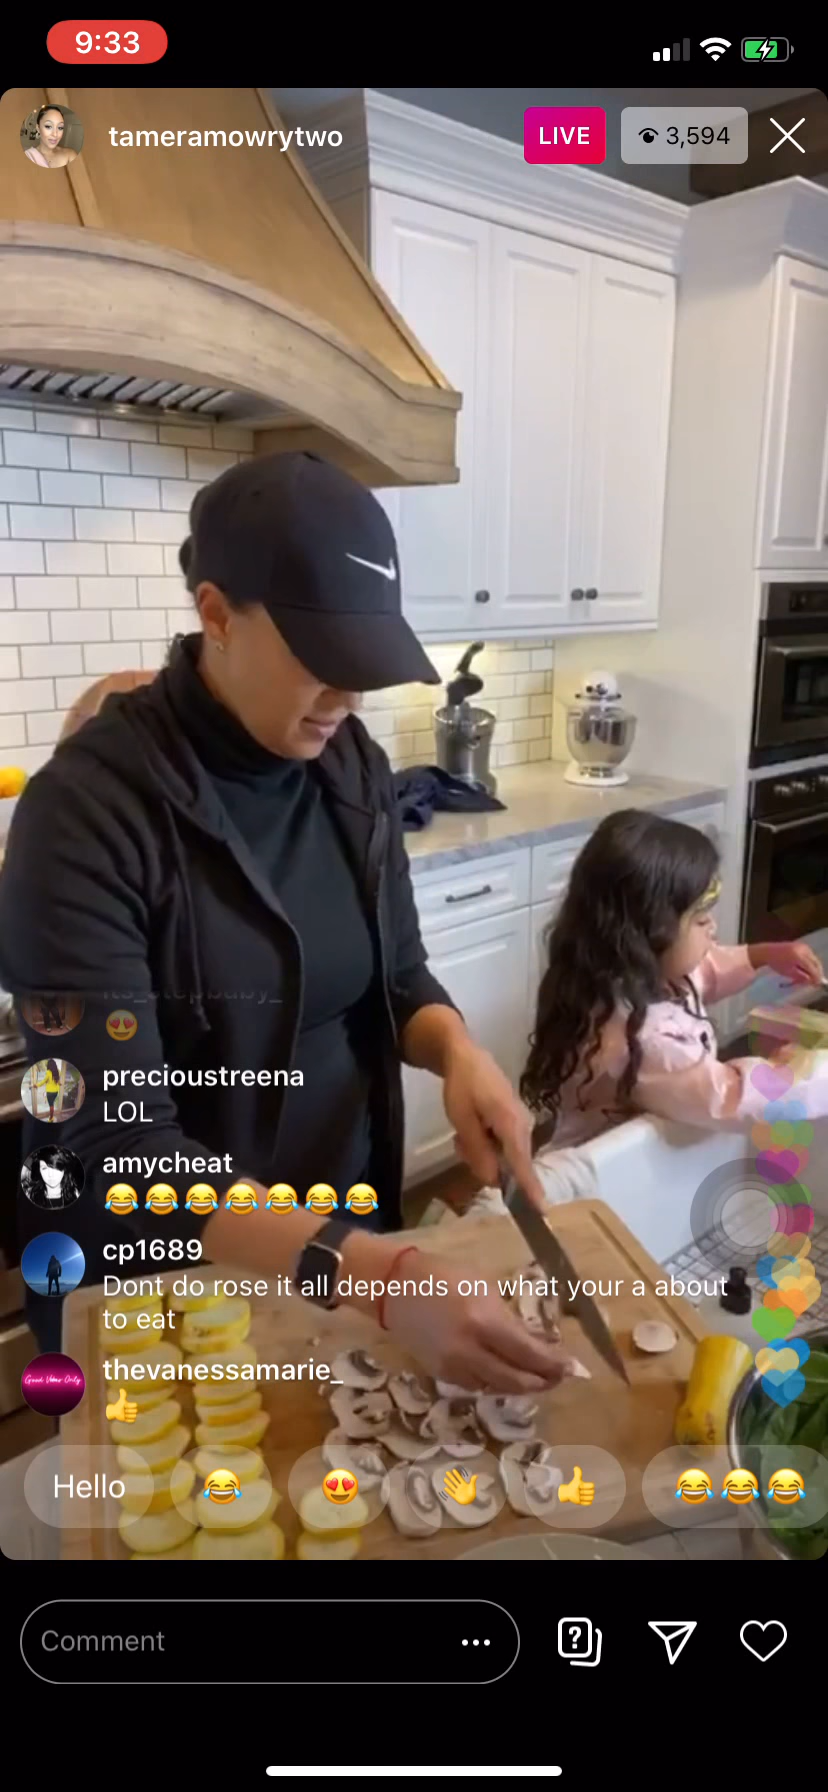 9:33
tameramowrytwo
LIVE
3,594
its_stepbaby_
😍
precioustreena
LOL
amycheat
😂😂😂😂😂😂😂
cp1689
Dont do rose it all depends on what your a about
to eat
thevanessamarie_
👍
Hello 😂 😍 👋 👍 😂😂😂
Comment